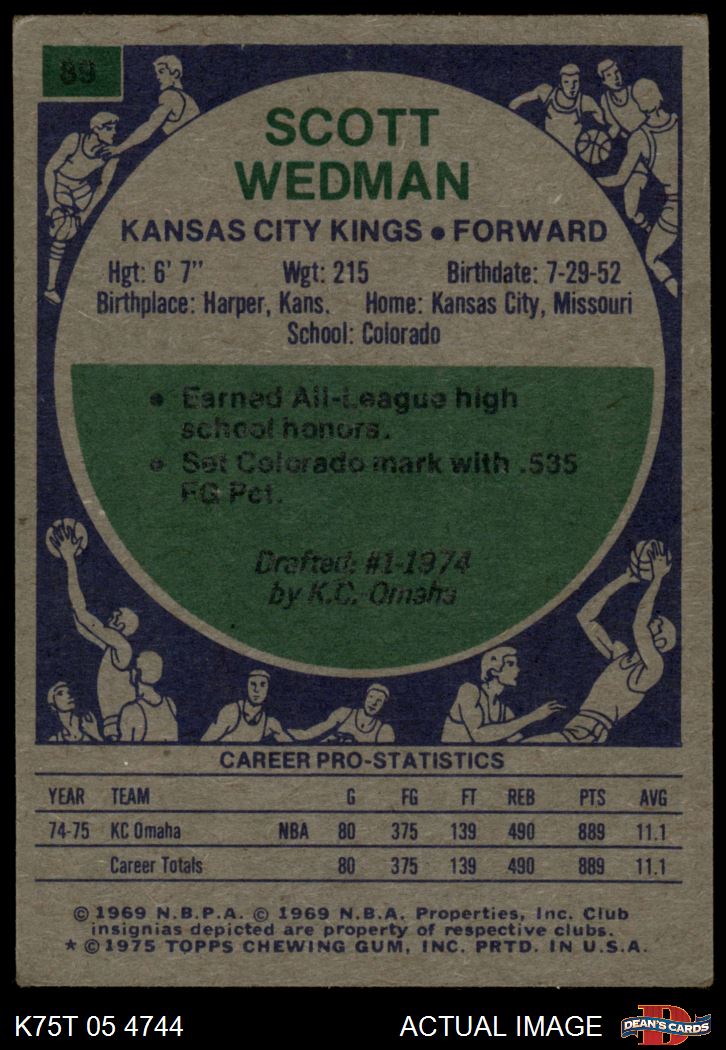 89
SCOTT
WEDMAN
KANSAS CITY KINGS • FORWARD
Hgt: 6' 7" Wgt: 215 Birthdate: 7-29-52
Birthplace: Harper, Kans. Home: Kansas City, Missouri
School: Colorado
• Earned All-League high
school honors.
• Set Colorado mark with .535
FG Pct.
Drafted: #1-1974
by K.C. Omaha
CAREER PRO-STATISTICS
YEAR TEAM G FG FT REB PTS AVG
74-75 KC Omaha NBA 80 375 139 490 889 11.1
Career Totals 80 375 139 490 889 11.1
© 1969 N.B.P.A. © 1969 N.B.A. Properties, Inc. Club
insignias depicted are property of respective clubs.
* © 1975 TOPPS CHEWING GUM, INC. PRTD. IN U.S.A.
K75T 05 4744 ACTUAL IMAGE D DEAN'S CARDS